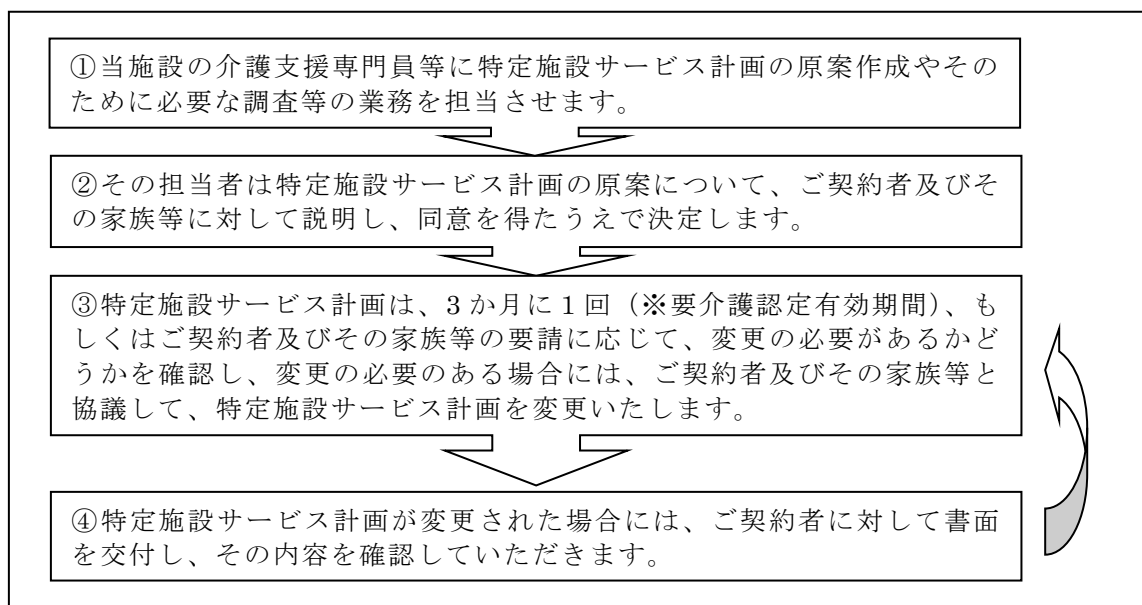 ①当施設の介護支援専門員等に特定施設サービス計画の原案作成やその
ために必要な調査等の業務を担当させます。
②その担当者は特定施設サービス計画の原案について、ご契約者及びそ
の家族等に対して説明し、同意を得たうえで決定します。
③特定施設サービス計画は、3か月に1回（※要介護認定有効期間）、も
しくはご契約者及びその家族等の要請に応じて、変更の必要があるかど
うかを確認し、変更の必要のある場合には、ご契約者及びその家族等と
協議して、特定施設サービス計画を変更いたします。
④特定施設サービス計画が変更された場合には、ご契約者に対して書面
を交付し、その内容を確認していただきます。